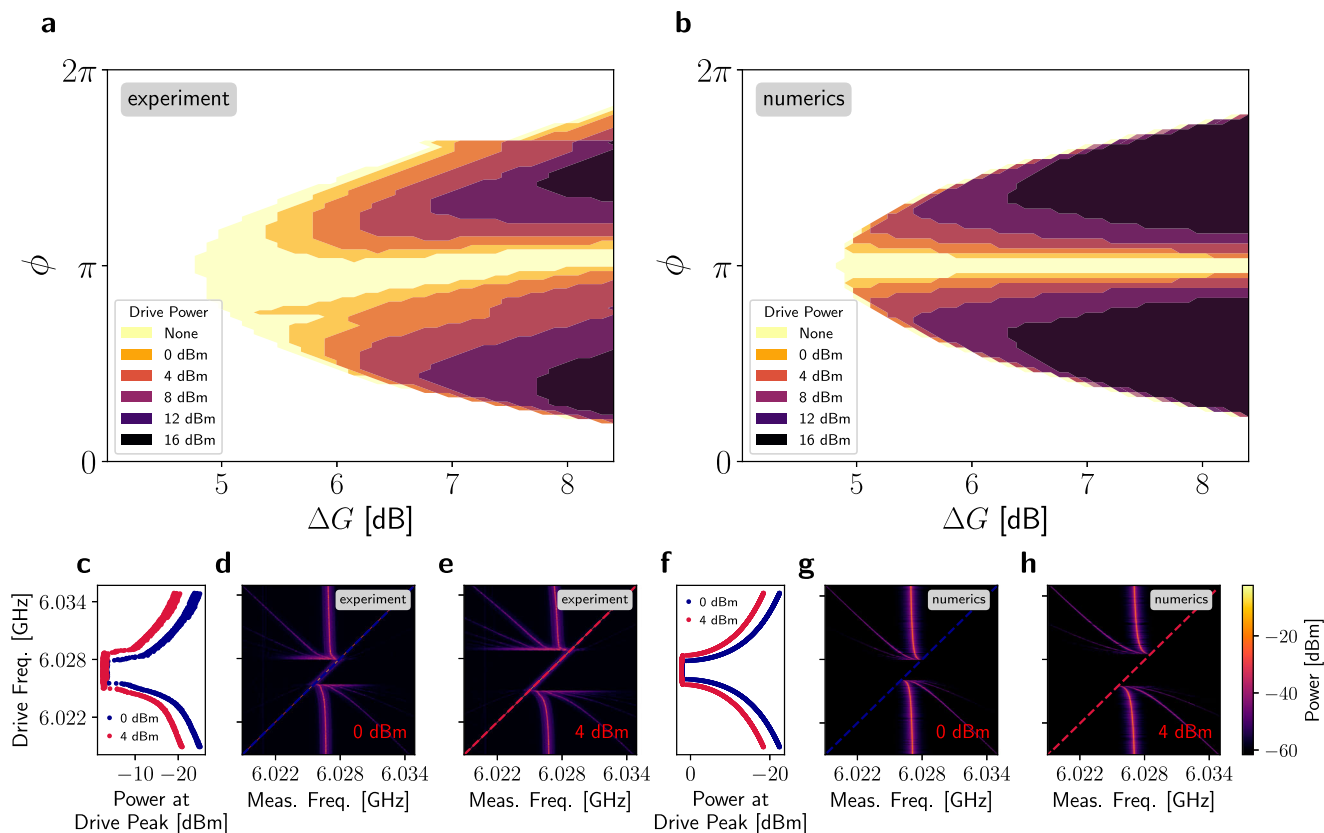 a
2π
experiment
ϕ
π
Drive Power
None
0 dBm
4 dBm
8 dBm
12 dBm
16 dBm
0
5
6
7
8
ΔG [dB]
b
2π
numerics
ϕ
π
Drive Power
None
0 dBm
4 dBm
8 dBm
12 dBm
16 dBm
0
5
6
7
8
ΔG [dB]
c
Drive Freq. [GHz]
6.034
6.028
6.022
0 dBm
4 dBm
−10
−20
Power at
Drive Peak [dBm]
d
experiment
0 dBm
6.022
6.028
6.034
Meas. Freq. [GHz]
e
experiment
4 dBm
6.022
6.028
6.034
Meas. Freq. [GHz]
f
0 dBm
4 dBm
0
−20
Power at
Drive Peak [dBm]
g
numerics
0 dBm
6.022
6.028
6.034
Meas. Freq. [GHz]
h
numerics
4 dBm
6.022
6.028
6.034
Meas. Freq. [GHz]
−20
−40
−60
Power [dBm]